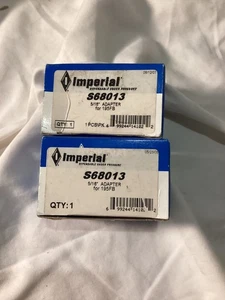 Imperial
S68013
5/16" ADAPTER
for 195FB
QTY: 1
Imperial
S68013
5/16" ADAPTER
for 195FB
QTY: 1